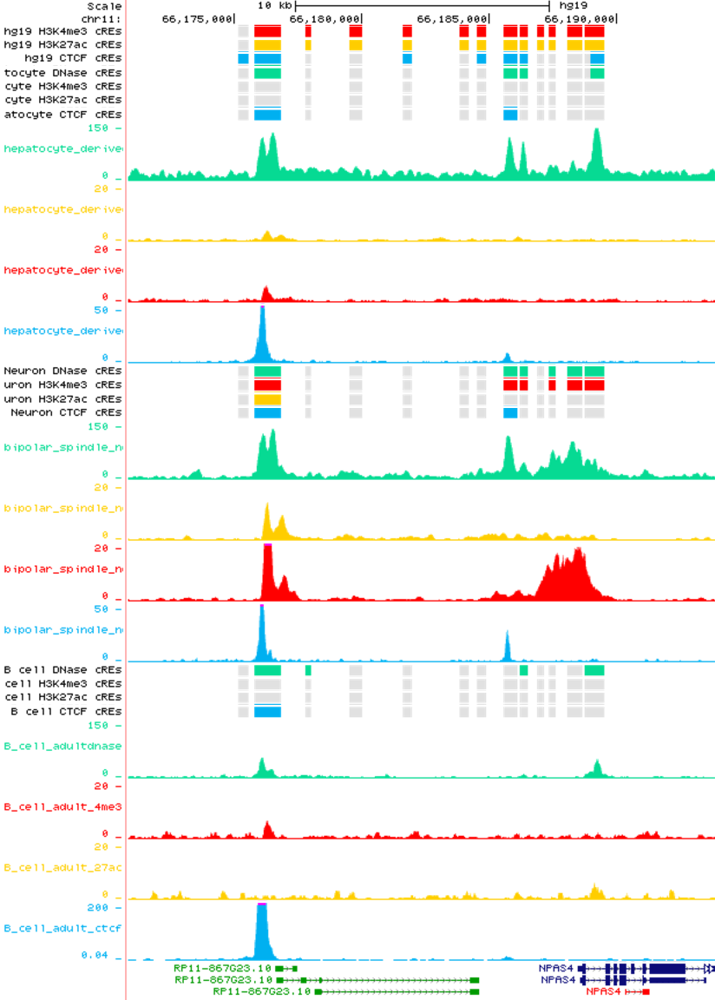 Scale 10 kb hg19
chr11: 66,175,000 66,180,000 66,185,000 66,190,000
hg19 H3K4me3 cREs
hg19 H3K27ac cREs
hg19 CTCF cREs
tocyte DNase cREs
cyte H3K4me3 cREs
cyte H3K27ac cREs
atocyte CTCF cREs
150 -
hepatocyte_derive
0 -
20 -
hepatocyte_derive
0 -
20 -
hepatocyte_derive
0 -
50 -
hepatocyte_derive
0 -
Neuron DNase cREs
uron H3K4me3 cREs
uron H3K27ac cREs
Neuron CTCF cREs
150 -
bipolar_spindle_n
0 -
20 -
bipolar_spindle_n
0 -
20 -
bipolar_spindle_n
0 -
50 -
bipolar_spindle_n
0 -
B cell DNase cREs
cell H3K4me3 cREs
cell H3K27ac cREs
B cell CTCF cREs
150 -
B_cell_adultdnase
0 -
20 -
B_cell_adult_4me3
0 -
20 -
B_cell_adult_27ac
0 -
200 -
B_cell_adult_ctcf
0.04 -
RP11-867G23.10 NPAS4
RP11-867G23.10 NPAS4
RP11-867G23.10 NPAS4